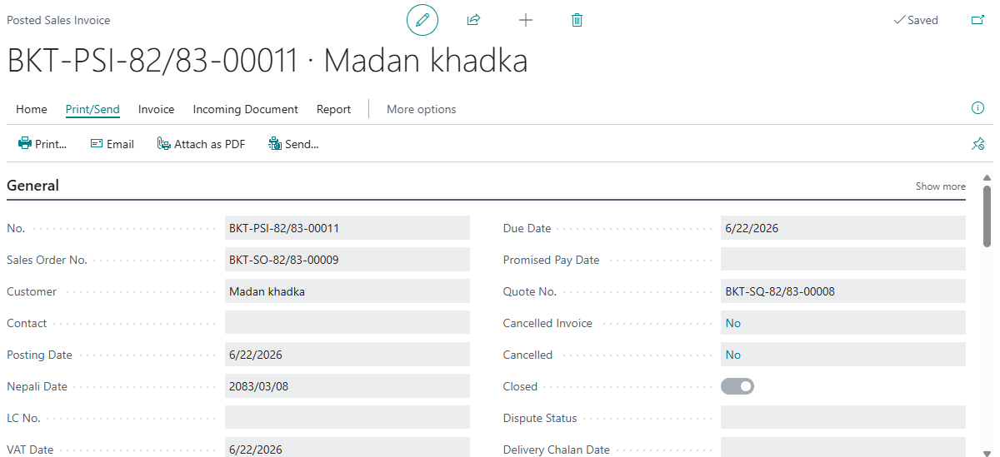 Posted Sales Invoice
Saved
BKT-PSI-82/83-00011 · Madan khadka
Home Print/Send Invoice Incoming Document Report More options
Print... Email Attach as PDF Send...
General Show more
No. BKT-PSI-82/83-00011 Due Date 6/22/2026
Sales Order No. BKT-SO-82/83-00009 Promised Pay Date
Customer Madan khadka Quote No. BKT-SQ-82/83-00008
Contact Cancelled Invoice No
Posting Date 6/22/2026 Cancelled No
Nepali Date 2083/03/08 Closed
LC No. Dispute Status
VAT Date 6/22/2026 Delivery Chalan Date